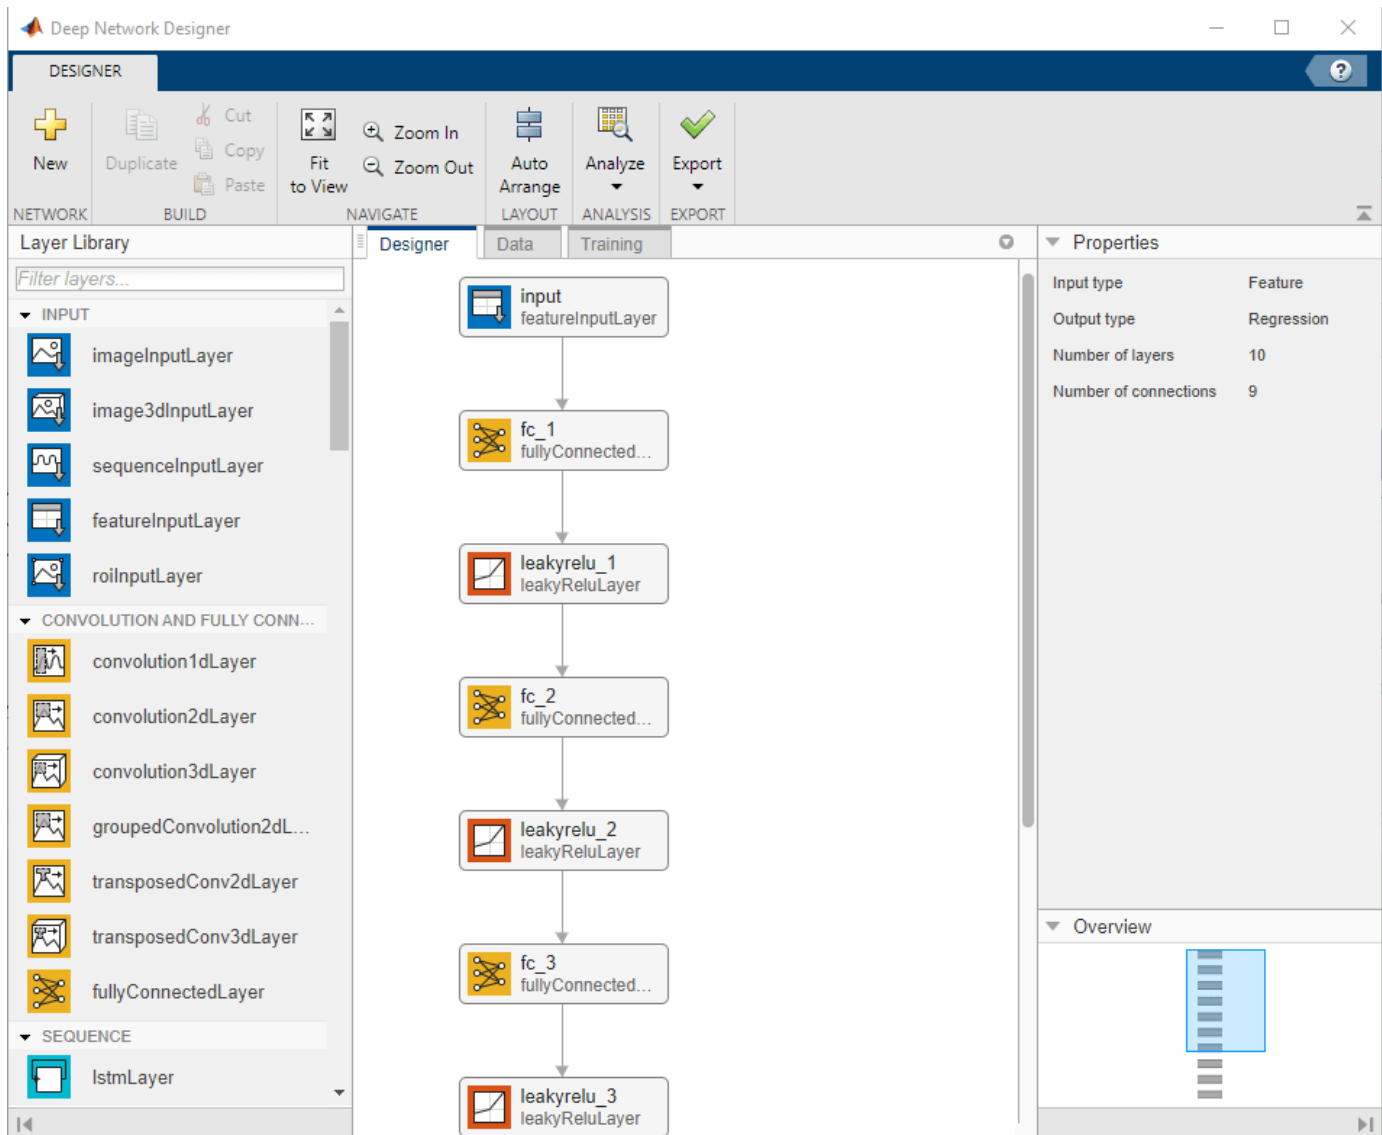 Deep Network Designer
DESIGNER
?
New
Duplicate
Cut
Copy
Paste
Fit
to View
Zoom In
Zoom Out
Auto
Arrange
Analyze
Export
NETWORK
BUILD
NAVIGATE
LAYOUT
ANALYSIS
EXPORT
Layer Library
Filter layers...
INPUT
imageInputLayer
image3dInputLayer
sequenceInputLayer
featureInputLayer
roiInputLayer
CONVOLUTION AND FULLY CONN...
convolution1dLayer
convolution2dLayer
convolution3dLayer
groupedConvolution2dL...
transposedConv2dLayer
transposedConv3dLayer
fullyConnectedLayer
SEQUENCE
lstmLayer
Designer
Data
Training
input
featureInputLayer
fc_1
fullyConnected...
leakyrelu_1
leakyReluLayer
fc_2
fullyConnected...
leakyrelu_2
leakyReluLayer
fc_3
fullyConnected...
leakyrelu_3
leakyReluLayer
Properties
Input type Feature
Output type Regression
Number of layers 10
Number of connections 9
Overview